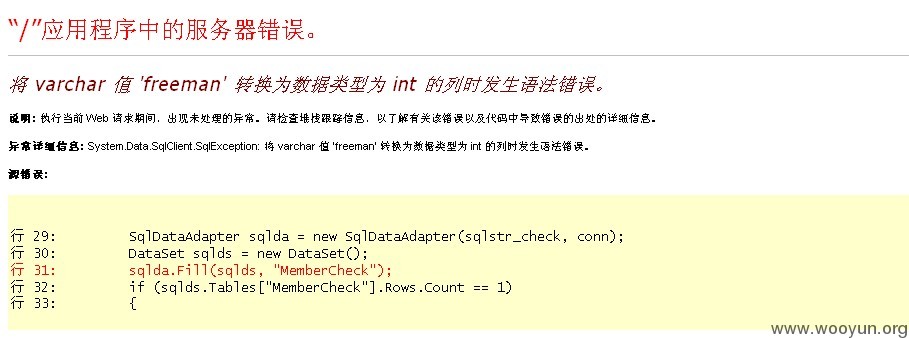 “/”应用程序中的服务器错误。
将 varchar 值 'freeman' 转换为数据类型为 int 的列时发生语法错误。
说明: 执行当前 Web 请求期间，出现未处理的异常。请检查堆栈跟踪信息，以了解有关该错误以及代码中导致错误的出处的详细信息。
异常详细信息: System.Data.SqlClient.SqlException: 将 varchar 值 'freeman' 转换为数据类型为 int 的列时发生语法错误。
源错误:
行 29:         SqlDataAdapter sqlda = new SqlDataAdapter(sqlstr_check, conn);
行 30:         DataSet sqlds = new DataSet();
行 31:         sqlda.Fill(sqlds, "MemberCheck");
行 32:         if (sqlds.Tables["MemberCheck"].Rows.Count == 1)
行 33:         {
www.wooyun.org